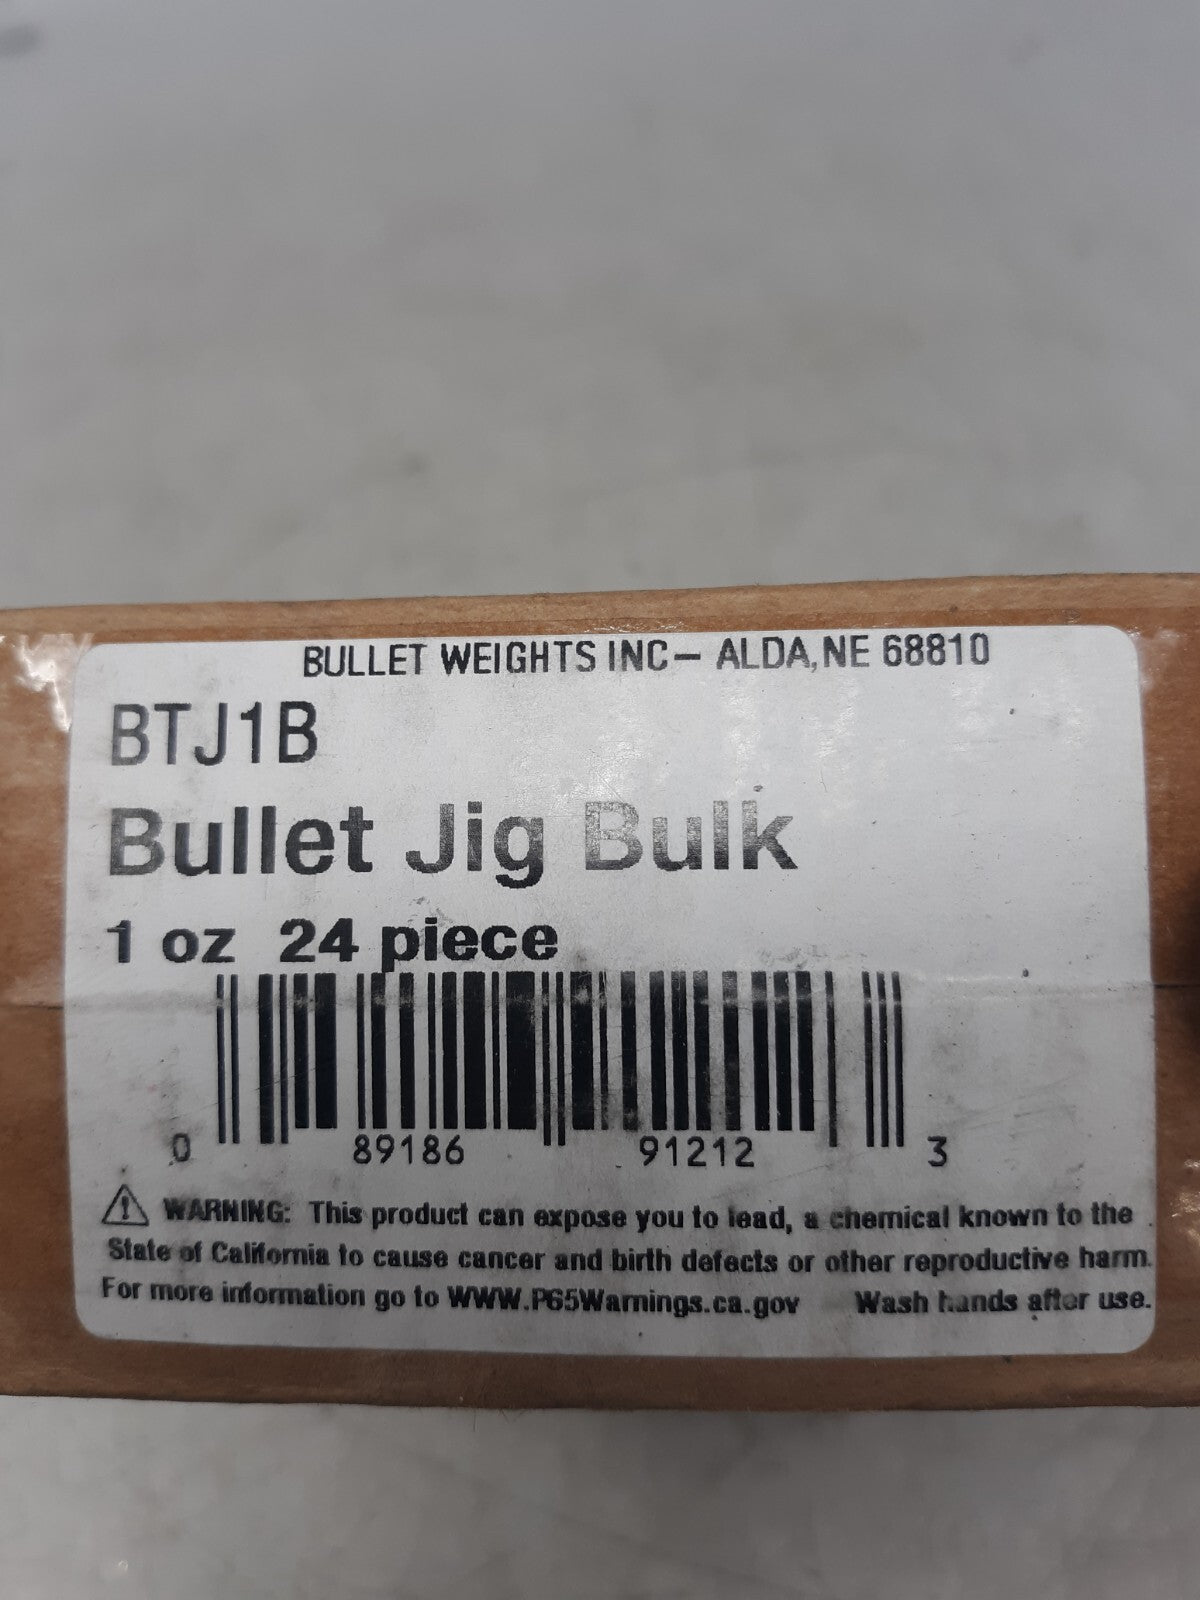 BULLET WEIGHTS INC– ALDA, NE 68810
BTJ1B
Bullet Jig Bulk
1 oz 24 piece
0 89186 91212 3
⚠ WARNING: This product can expose you to lead, a chemical known to the
State of California to cause cancer and birth defects or other reproductive harm.
For more information go to WWW.P65Warnings.ca.gov Wash hands after use.